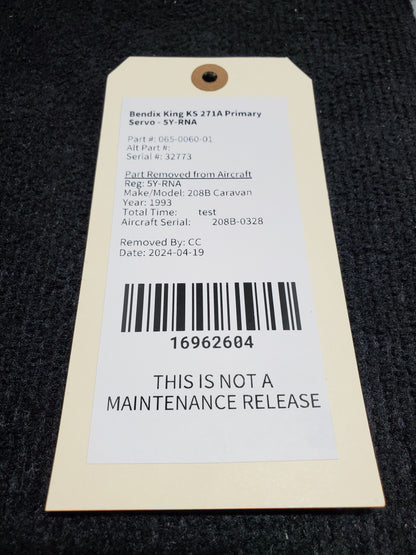 Bendix King KS 271A Primary
Servo - 5Y-RNA
Part #: 065-0060-01
Alt Part #:
Serial #: 32773
Part Removed from Aircraft
Reg: 5Y-RNA
Make/Model: 208B Caravan
Year: 1993
Total Time: test
Aircraft Serial: 208B-0328
Removed By: CC
Date: 2024-04-19
16962604
THIS IS NOT A
MAINTENANCE RELEASE